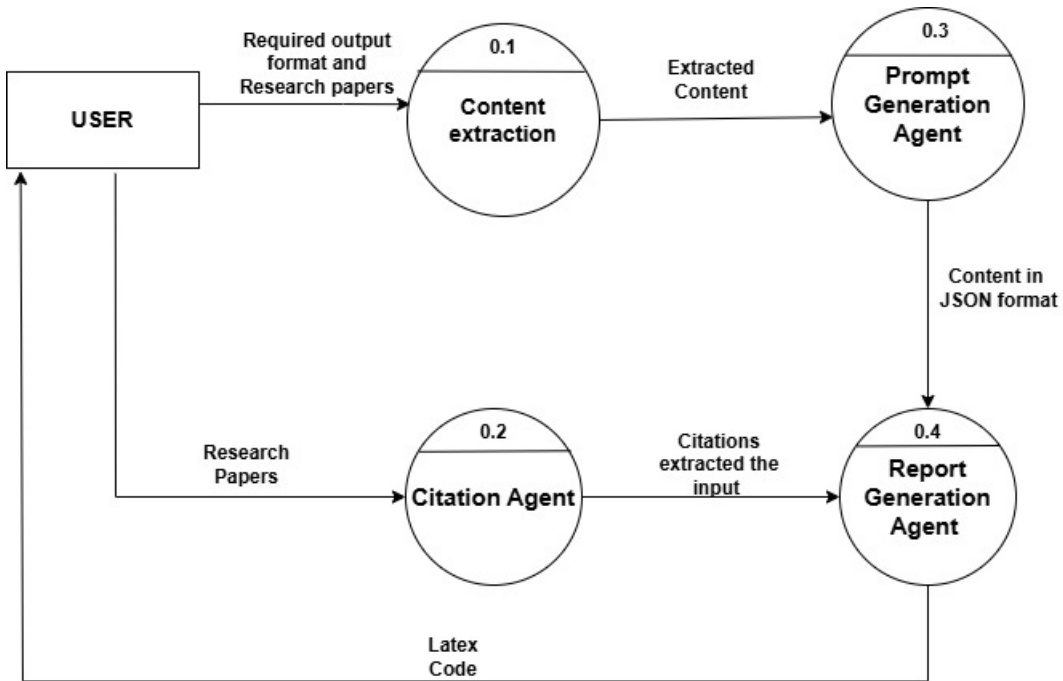 Required output
format and
Research papers
USER
0.1
Content
extraction
Extracted
Content
0.3
Prompt
Generation
Agent
Content in
JSON format
Research
Papers
0.2
Citation Agent
Citations
extracted the
input
0.4
Report
Generation
Agent
Latex
Code